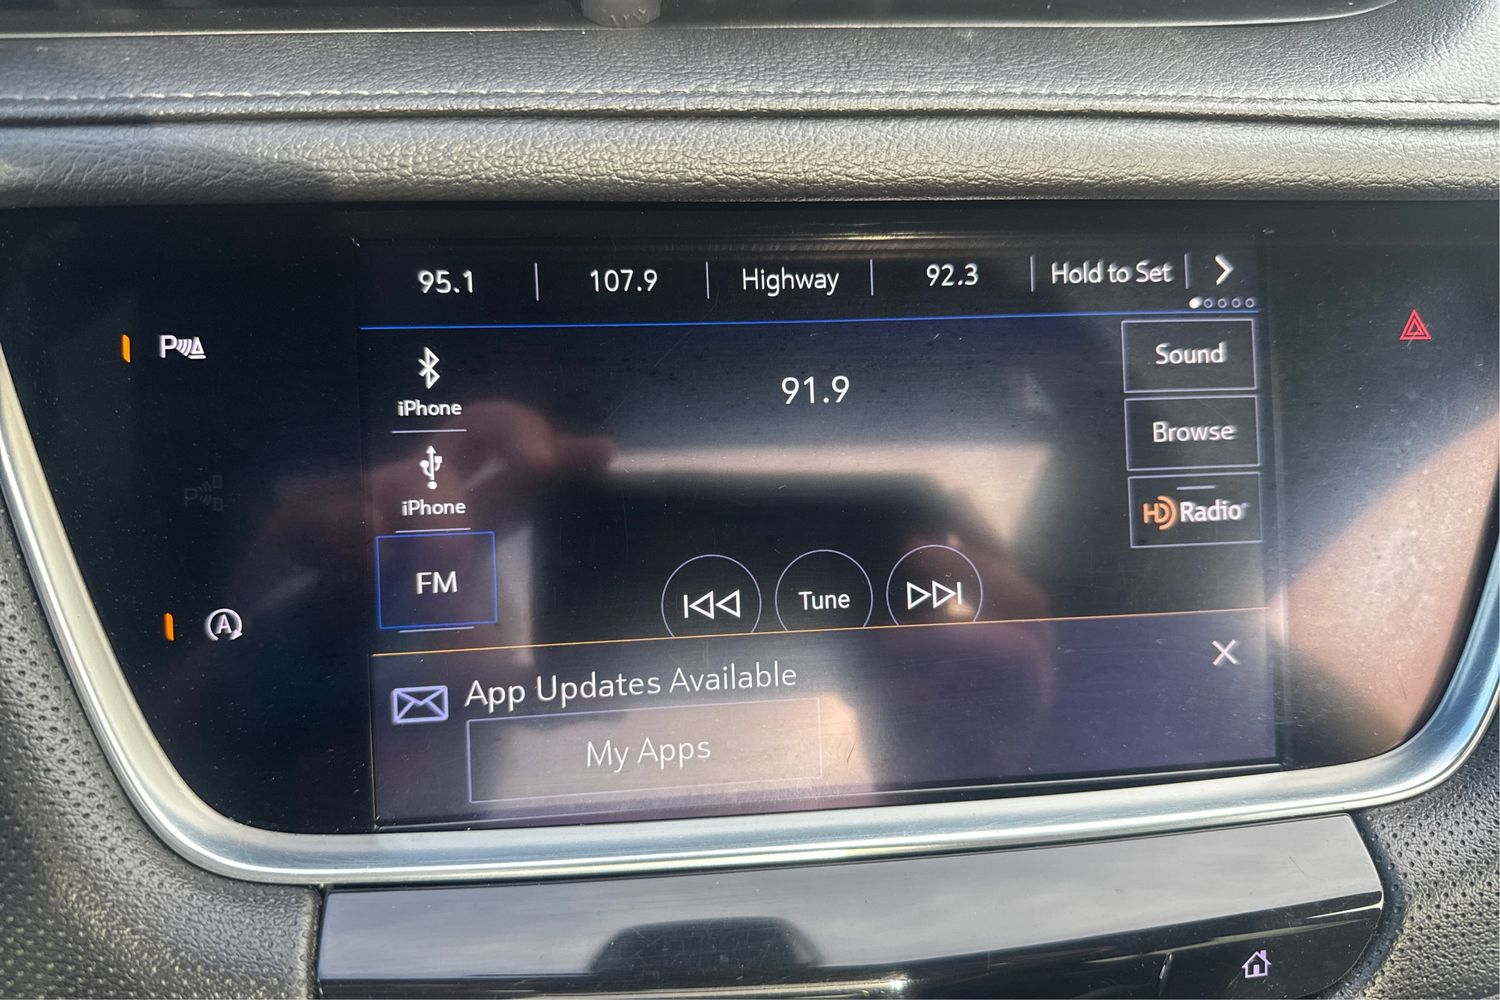 95.1
107.9
Highway
92.3
Hold to Set
iPhone
91.9
Sound
iPhone
Browse
HD Radio
FM
Tune
App Updates Available
My Apps
P
A